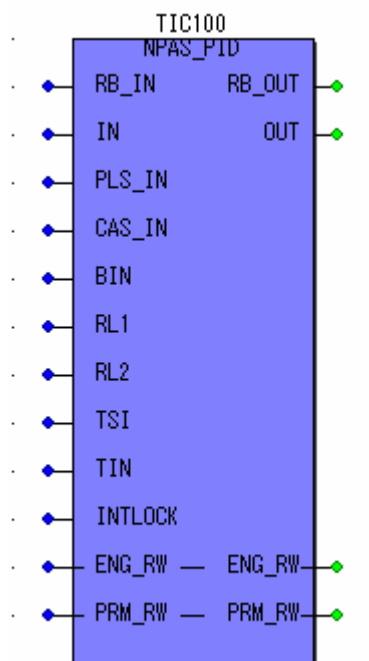 TIC100
NPAS_PID
RB_IN RB_OUT
IN OUT
PLS_IN
CAS_IN
BIN
RL1
RL2
TSI
TIN
INTLOCK
ENG_RW — ENG_RW
PRM_RW — PRM_RW